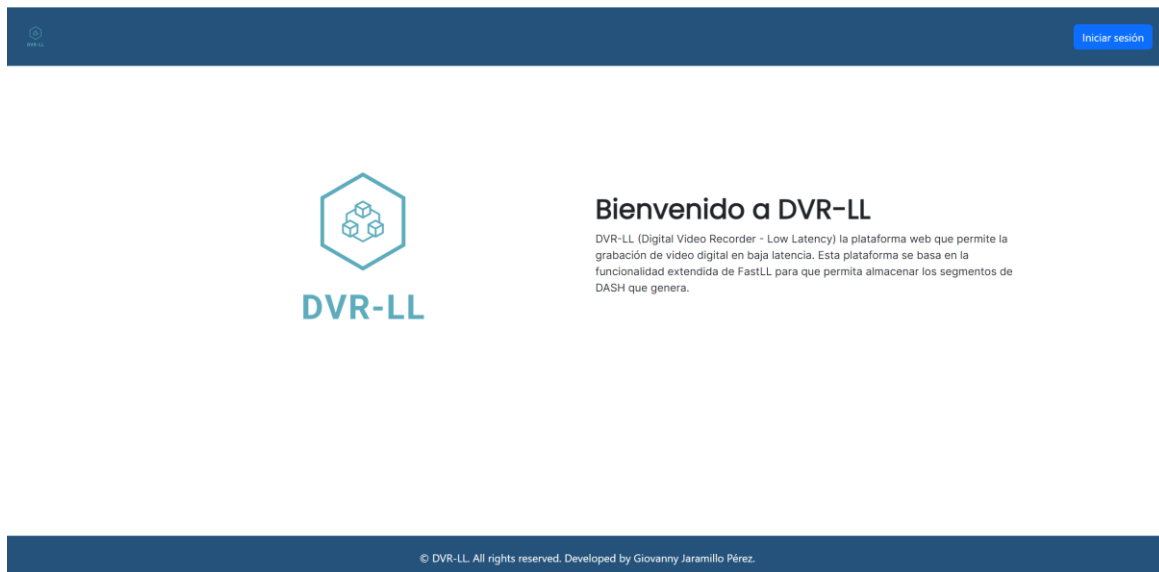 DVR-LL
Iniciar sesión
DVR-LL
Bienvenido a DVR-LL
DVR-LL (Digital Video Recorder - Low Latency) la plataforma web que permite la
grabación de video digital en baja latencia. Esta plataforma se basa en la
funcionalidad extendida de FastLL para que permita almacenar los segmentos de
DASH que genera.
© DVR-LL. All rights reserved. Developed by Giovanny Jaramillo Pérez.